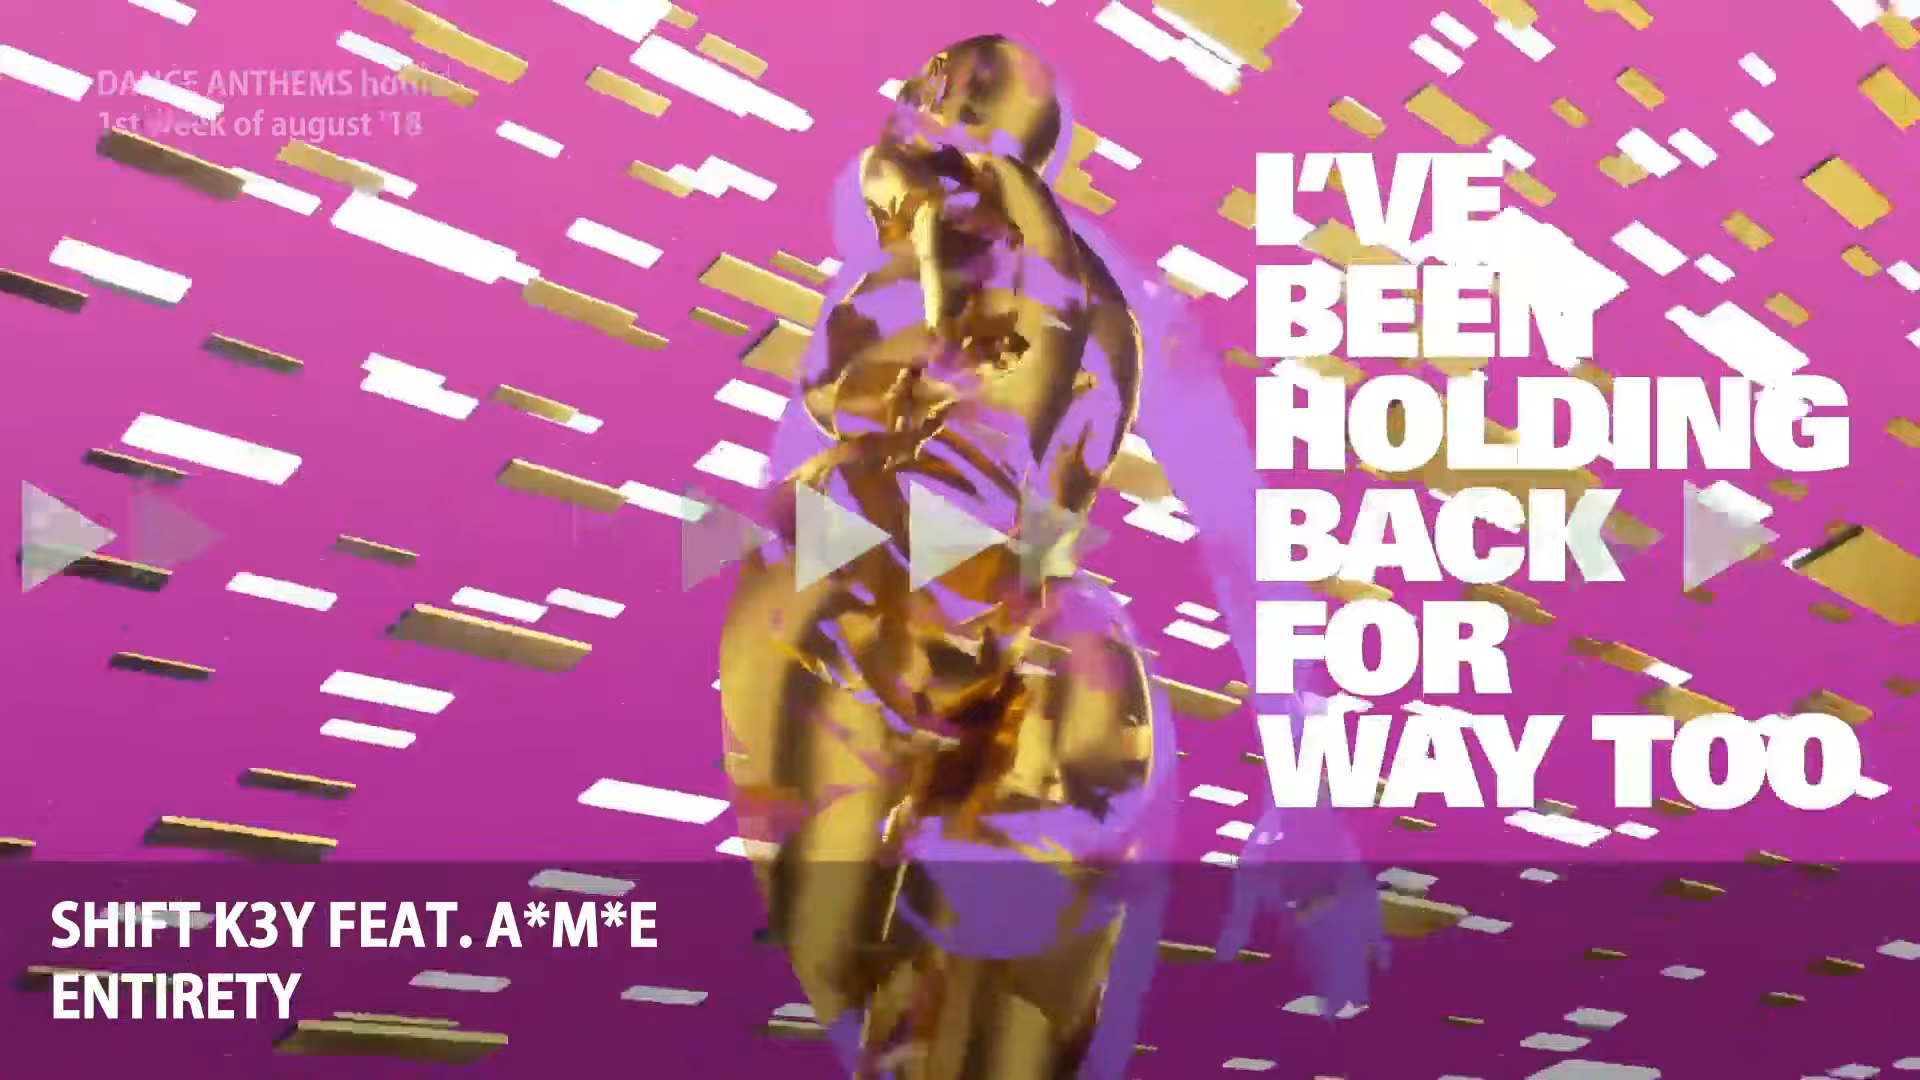 DANCE ANTHEMS
1st week of august '18
I'VE
BEEN
HOLDING
BACK
FOR
WAY TOO
SHIFT K3Y FEAT. A*M*E
ENTIRETY